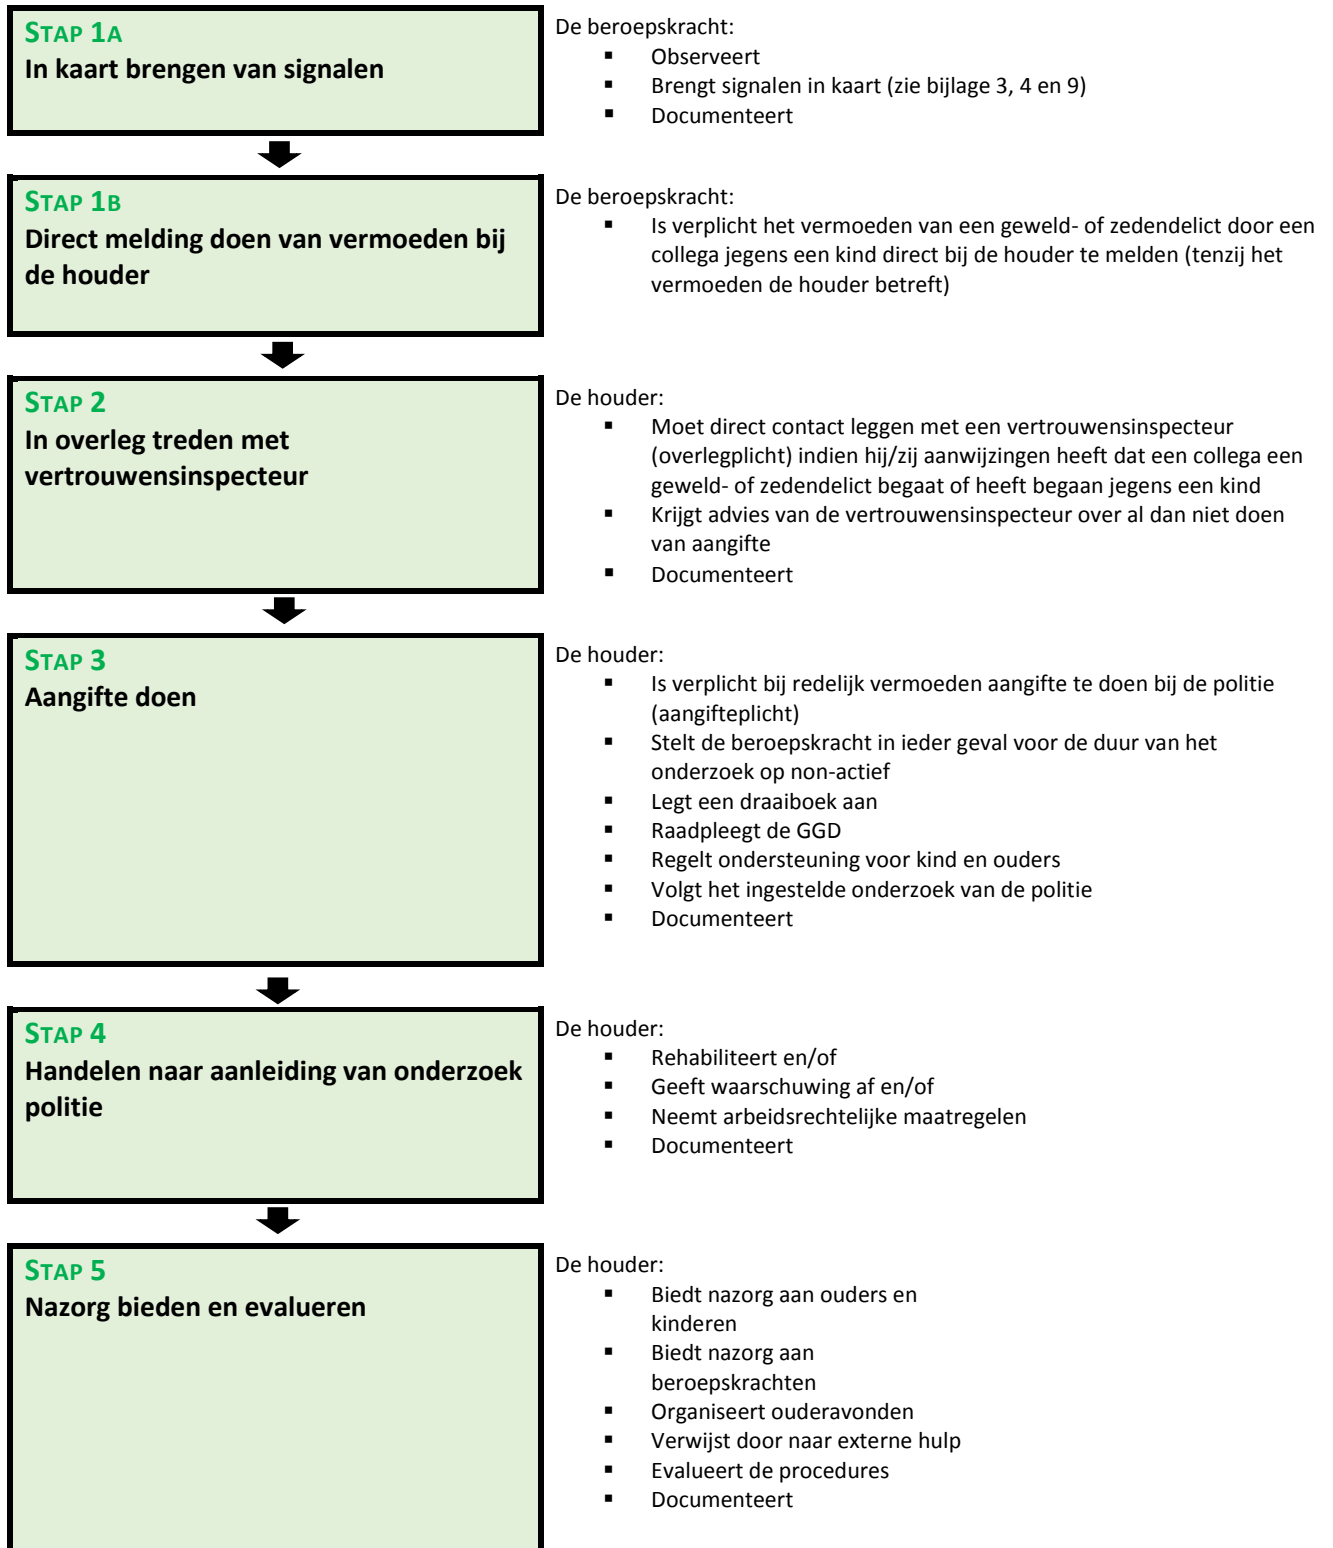 STAP 1A
In kaart brengen van signalen
De beroepskracht:
▪ Observeert
▪ Brengt signalen in kaart (zie bijlage 3, 4 en 9)
▪ Documenteert
STAP 1B
Direct melding doen van vermoeden bij
de houder
De beroepskracht:
▪ Is verplicht het vermoeden van een geweld- of zedendelict door een
collega jegens een kind direct bij de houder te melden (tenzij het
vermoeden de houder betreft)
STAP 2
In overleg treden met
vertrouwensinspecteur
De houder:
▪ Moet direct contact leggen met een vertrouwensinspecteur
(overlegplicht) indien hij/zij aanwijzingen heeft dat een collega een
geweld- of zedendelict begaat of heeft begaan jegens een kind
▪ Krijgt advies van de vertrouwensinspecteur over al dan niet doen
van aangifte
▪ Documenteert
STAP 3
Aangifte doen
De houder:
▪ Is verplicht bij redelijk vermoeden aangifte te doen bij de politie
(aangifteplicht)
▪ Stelt de beroepskracht in ieder geval voor de duur van het
onderzoek op non-actief
▪ Legt een draaiboek aan
▪ Raadpleegt de GGD
▪ Regelt ondersteuning voor kind en ouders
▪ Volgt het ingestelde onderzoek van de politie
▪ Documenteert
STAP 4
Handelen naar aanleiding van onderzoek
politie
De houder:
▪ Rehabiliteert en/of
▪ Geeft waarschuwing af en/of
▪ Neemt arbeidsrechtelijke maatregelen
▪ Documenteert
STAP 5
Nazorg bieden en evalueren
De houder:
▪ Biedt nazorg aan ouders en
kinderen
▪ Biedt nazorg aan
beroepskrachten
▪ Organiseert ouderavonden
▪ Verwijst door naar externe hulp
▪ Evalueert de procedures
▪ Documenteert